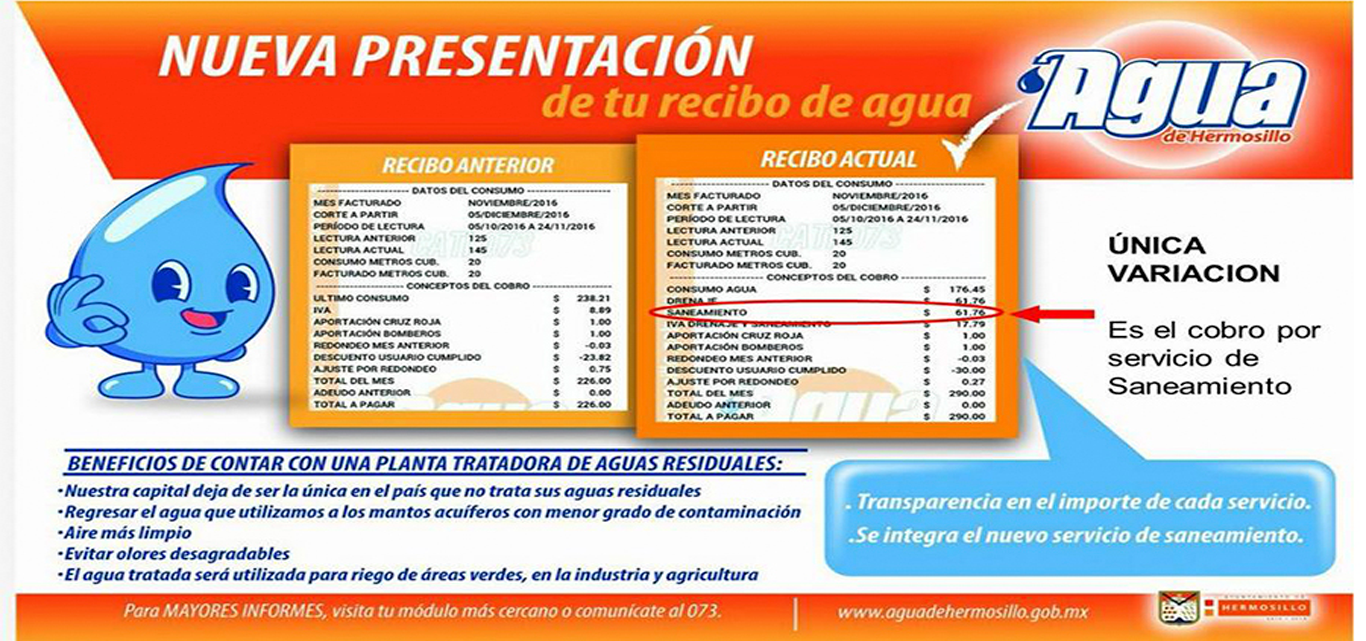 NUEVA PRESENTACIÓN
de tu recibo de agua
Agua
de Hermosillo
RECIBO ANTERIOR
DATOS DEL CONSUMO
MES FACTURADO NOVIEMBRE/2016
CORTE A PARTIR 05/DICIEMBRE/2016
PERÍODO DE LECTURA 05/10/2016 A 24/11/2016
LECTURA ANTERIOR 125
LECTURA ACTUAL 145
CONSUMO METROS CUB. 20
FACTURADO METROS CUB. 20
CONCEPTOS DEL COBRO
ULTIMO CONSUMO $ 238.21
IVA $ 8.89
APORTACIÓN CRUZ ROJA $ 1.00
APORTACIÓN BOMBEROS $ 1.00
REDONDEO MES ANTERIOR $ -0.03
DESCUENTO USUARIO CUMPLIDO $ -23.82
AJUSTE POR REDONDEO $ 0.75
TOTAL DEL MES $ 226.00
ADEUDO ANTERIOR $ 0.00
TOTAL A PAGAR $ 226.00
RECIBO ACTUAL
DATOS DEL CONSUMO
MES FACTURADO NOVIEMBRE/2016
CORTE A PARTIR 05/DICIEMBRE/2016
PERÍODO DE LECTURA 05/10/2016 A 24/11/2016
LECTURA ANTERIOR 125
LECTURA ACTUAL 145
CONSUMO METROS CUB. 20
FACTURADO METROS CUB. 20
CONCEPTOS DEL COBRO
CONSUMO AGUA $ 176.45
DRENAJE $ 61.76
SANEAMIENTO $ 61.76
IVA DRENAJE Y SANEAMIENTO $ 17.79
APORTACIÓN CRUZ ROJA $ 1.00
APORTACIÓN BOMBEROS $ 1.00
REDONDEO MES ANTERIOR $ -0.03
DESCUENTO USUARIO CUMPLIDO $ -30.00
AJUSTE POR REDONDEO $ 0.27
TOTAL DEL MES $ 290.00
ADEUDO ANTERIOR $ 0.00
TOTAL A PAGAR $ 290.00
ÚNICA
VARIACION
Es el cobro por
servicio de
Saneamiento
BENEFICIOS DE CONTAR CON UNA PLANTA TRATADORA DE AGUAS RESIDUALES:
·Nuestra capital deja de ser la única en el país que no trata sus aguas residuales
·Regresar el agua que utilizamos a los mantos acuíferos con menor grado de contaminación
·Aire más limpio
·Evitar olores desagradables
·El agua tratada será utilizada para riego de áreas verdes, en la industria y agricultura
. Transparencia en el importe de cada servicio.
.Se integra el nuevo servicio de saneamiento.
Para MAYORES INFORMES, visita tu módulo más cercano o comunícate al 073.
www.aguadehermosillo.gob.mx
HERMOSILLO